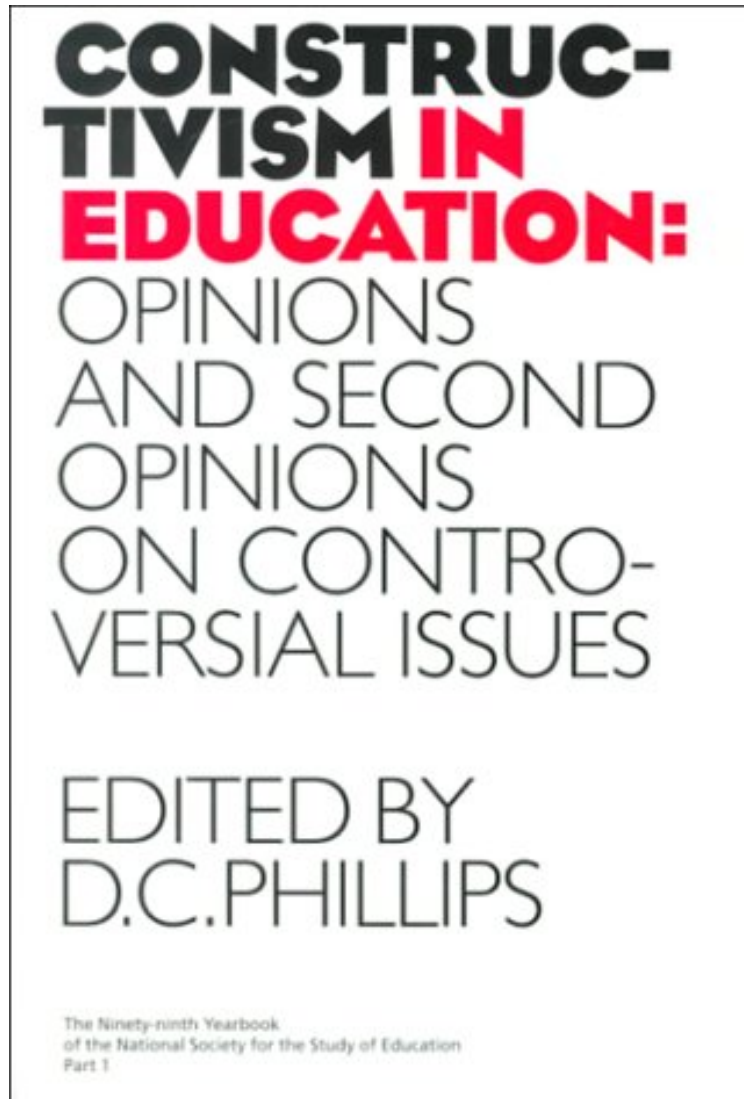 CONSTRUC-
TIVISM IN
EDUCATION:
OPINIONS
AND SECOND
OPINIONS
ON CONTRO-
VERSIAL ISSUES
EDITED BY
D.C.PHILLIPS
The Ninety-ninth Yearbook
of the National Society for the Study of Education
Part 1